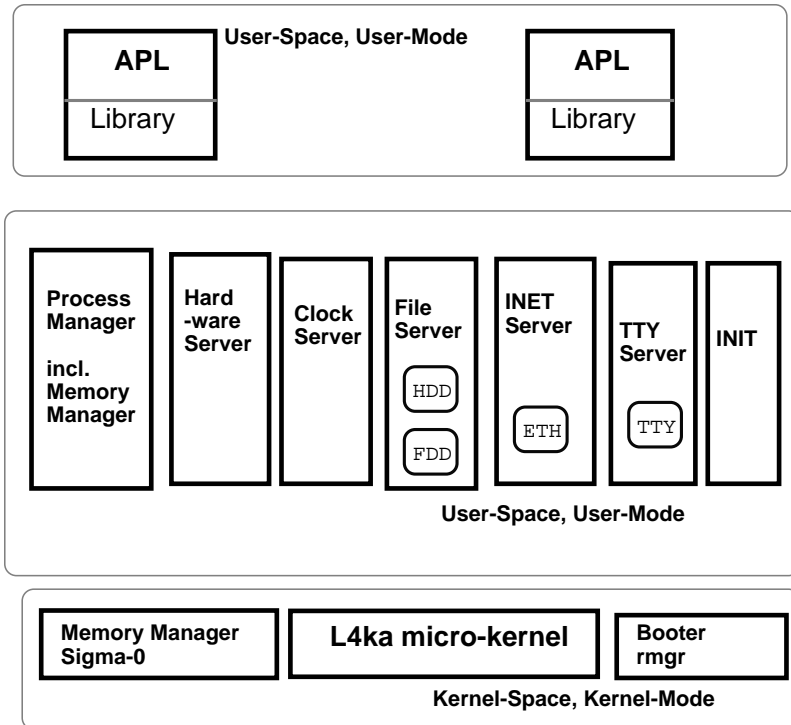 User-Space, User-Mode
APL
Library
APL
Library
Process
Manager
incl.
Memory
Manager
Hard
-ware
Server
Clock
Server
File
Server
HDD
FDD
INET
Server
ETH
TTY
Server
TTY
INIT
User-Space, User-Mode
Memory Manager
Sigma-0
L4ka micro-kernel
Booter
rmgr
Kernel-Space, Kernel-Mode